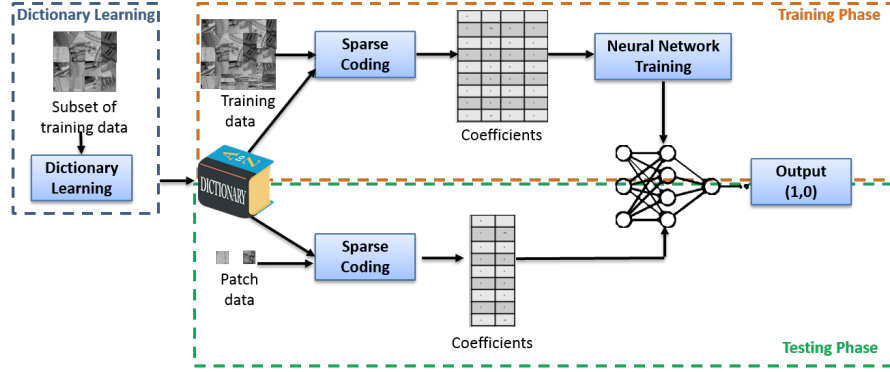 Dictionary Learning
Subset of
training data
Dictionary
Learning
Training Phase
Training
data
Sparse
Coding
Coefficients
Neural Network
Training
A to Z
DICTIONARY
Output
(1,0)
Patch
data
Sparse
Coding
Coefficients
Testing Phase